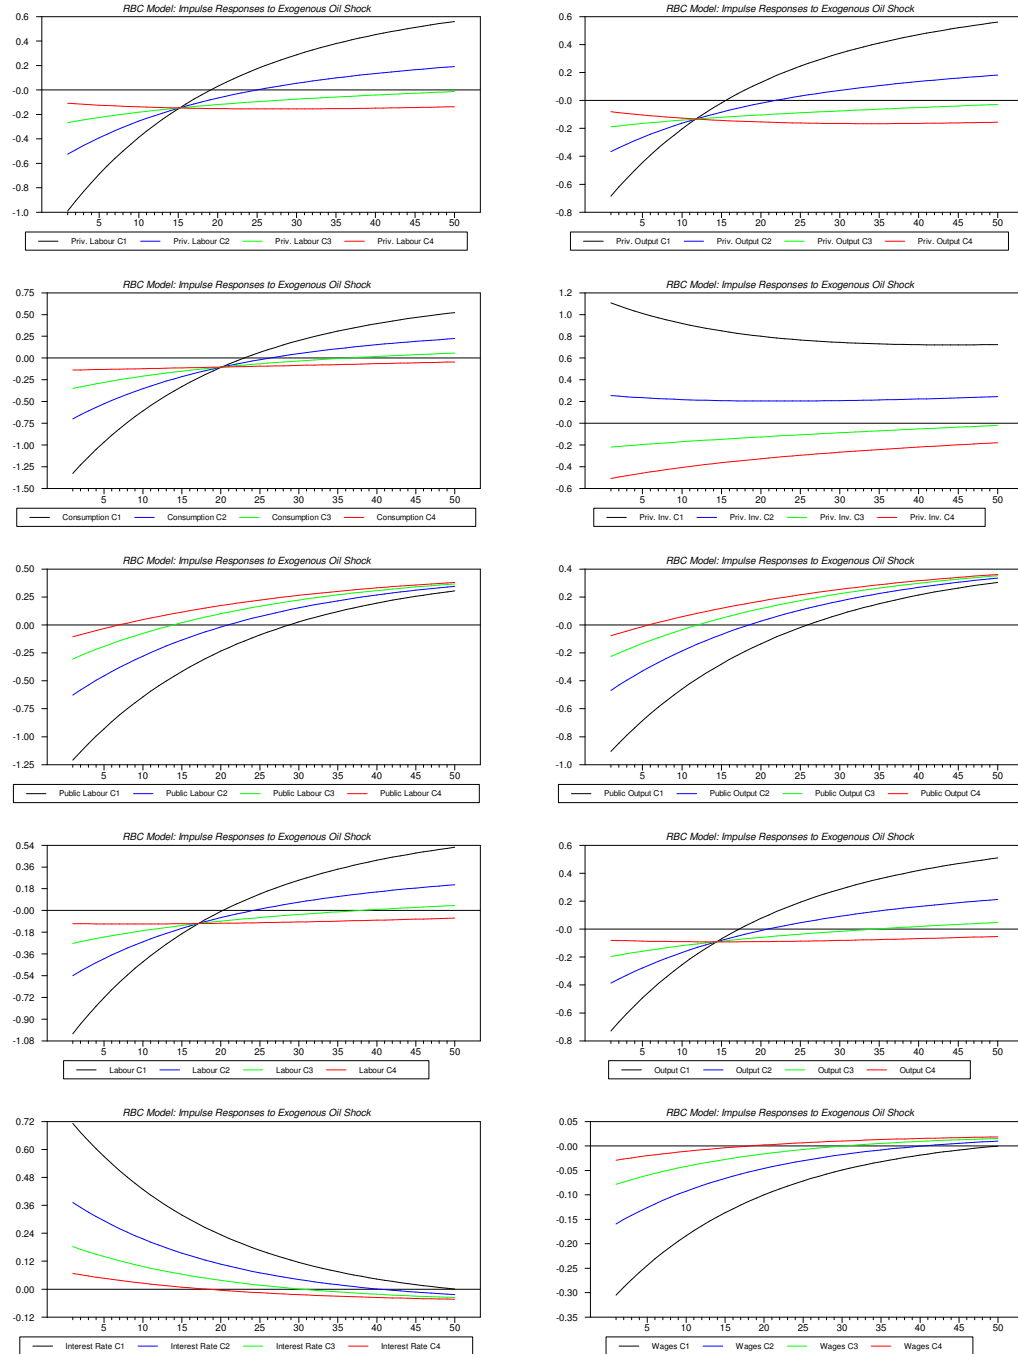 RBC Model: Impulse Responses to Exogenous Oil Shock
0.6
0.4
0.2
-0.0
-0.2
-0.4
-0.6
-0.8
-1.0
5 10 15 20 25 30 35 40 45 50
Priv. Labour C1 Priv. Labour C2 Priv. Labour C3 Priv. Labour C4
RBC Model: Impulse Responses to Exogenous Oil Shock
0.6
0.4
0.2
-0.0
-0.2
-0.4
-0.6
-0.8
5 10 15 20 25 30 35 40 45 50
Priv. Output C1 Priv. Output C2 Priv. Output C3 Priv. Output C4
RBC Model: Impulse Responses to Exogenous Oil Shock
0.75
0.50
0.25
0.00
-0.25
-0.50
-0.75
-1.00
-1.25
-1.50
5 10 15 20 25 30 35 40 45 50
Consumption C1 Consumption C2 Consumption C3 Consumption C4
RBC Model: Impulse Responses to Exogenous Oil Shock
1.2
1.0
0.8
0.6
0.4
0.2
-0.0
-0.2
-0.4
-0.6
5 10 15 20 25 30 35 40 45 50
Priv. Inv. C1 Priv. Inv. C2 Priv. Inv. C3 Priv. Inv. C4
RBC Model: Impulse Responses to Exogenous Oil Shock
0.50
0.25
0.00
-0.25
-0.50
-0.75
-1.00
-1.25
5 10 15 20 25 30 35 40 45 50
Public Labour C1 Public Labour C2 Public Labour C3 Public Labour C4
RBC Model: Impulse Responses to Exogenous Oil Shock
0.4
0.2
-0.0
-0.2
-0.4
-0.6
-0.8
-1.0
5 10 15 20 25 30 35 40 45 50
Public Output C1 Public Output C2 Public Output C3 Public Output C4
RBC Model: Impulse Responses to Exogenous Oil Shock
0.54
0.36
0.18
-0.00
-0.18
-0.36
-0.54
-0.72
-0.90
-1.08
5 10 15 20 25 30 35 40 45 50
Labour C1 Labour C2 Labour C3 Labour C4
RBC Model: Impulse Responses to Exogenous Oil Shock
0.6
0.4
0.2
-0.0
-0.2
-0.4
-0.6
-0.8
5 10 15 20 25 30 35 40 45 50
Output C1 Output C2 Output C3 Output C4
RBC Model: Impulse Responses to Exogenous Oil Shock
0.72
0.60
0.48
0.36
0.24
0.12
0.00
-0.12
5 10 15 20 25 30 35 40 45 50
Interest Rate C1 Interest Rate C2 Interest Rate C3 Interest Rate C4
RBC Model: Impulse Responses to Exogenous Oil Shock
0.05
-0.00
-0.05
-0.10
-0.15
-0.20
-0.25
-0.30
-0.35
5 10 15 20 25 30 35 40 45 50
Wages C1 Wages C2 Wages C3 Wages C4